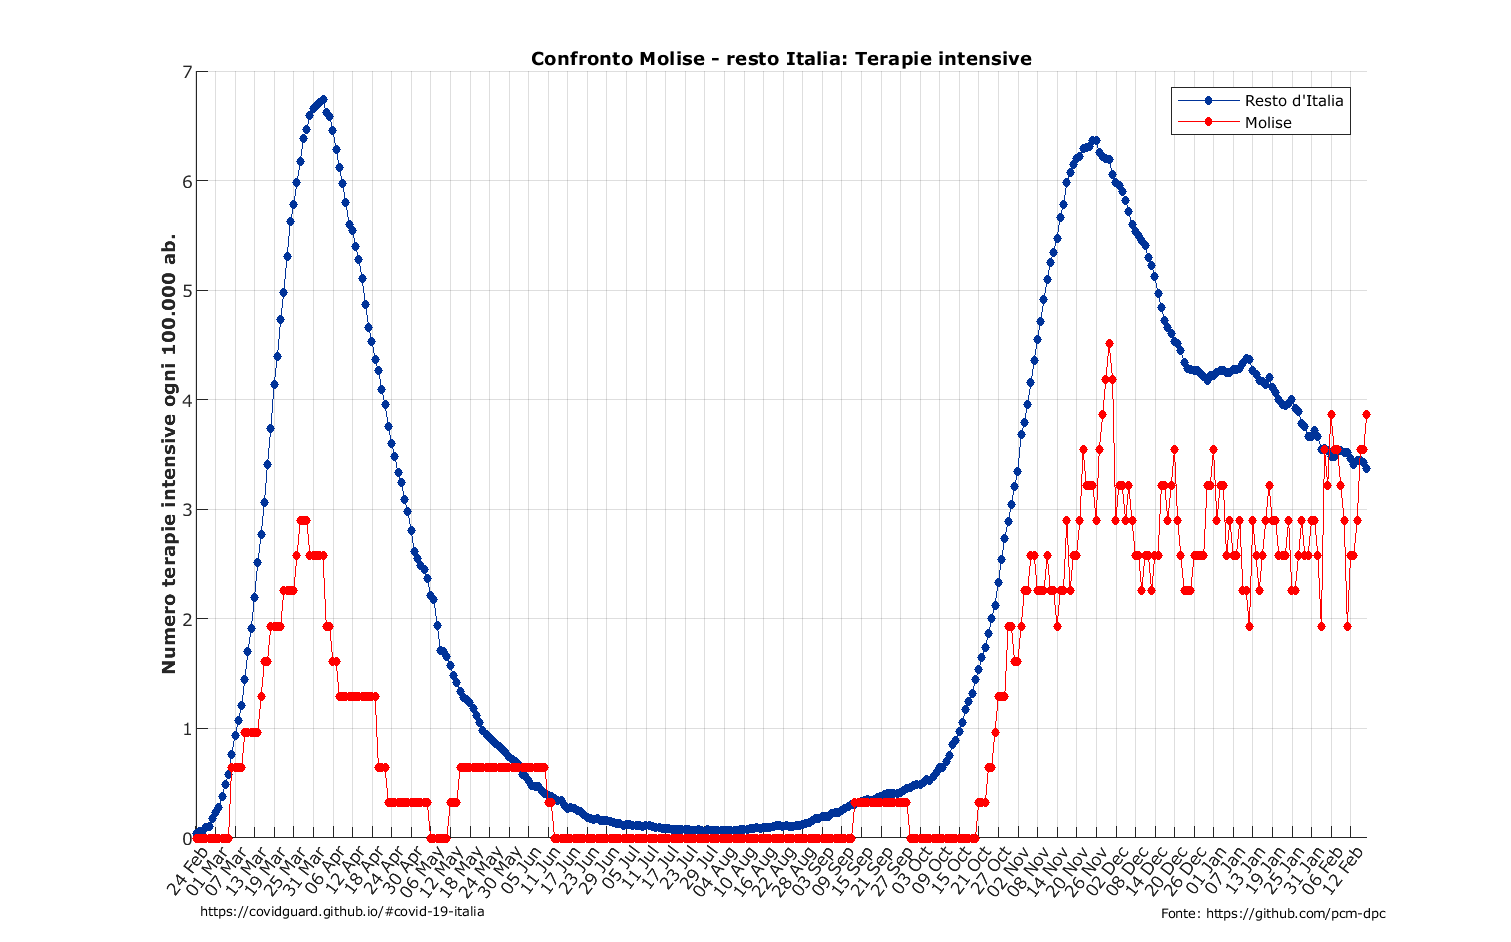 Confronto Molise - resto Italia: Terapie intensive
Numero terapie intensive ogni 100.000 ab.
7
6
5
4
3
2
1
0
Resto d'Italia
Molise
24 Feb
01 Mar
07 Mar
13 Mar
19 Mar
25 Mar
31 Mar
06 Apr
12 Apr
18 Apr
24 Apr
30 Apr
06 May
12 May
18 May
24 May
30 May
05 Jun
11 Jun
17 Jun
23 Jun
29 Jun
05 Jul
11 Jul
17 Jul
23 Jul
29 Jul
04 Aug
10 Aug
16 Aug
22 Aug
28 Aug
03 Sep
09 Sep
15 Sep
21 Sep
27 Sep
03 Oct
09 Oct
15 Oct
21 Oct
27 Oct
02 Nov
08 Nov
14 Nov
20 Nov
26 Nov
02 Dec
08 Dec
14 Dec
20 Dec
26 Dec
01 Jan
07 Jan
13 Jan
19 Jan
25 Jan
31 Jan
06 Feb
12 Feb
https://covidguard.github.io/#covid-19-italia
Fonte: https://github.com/pcm-dpc